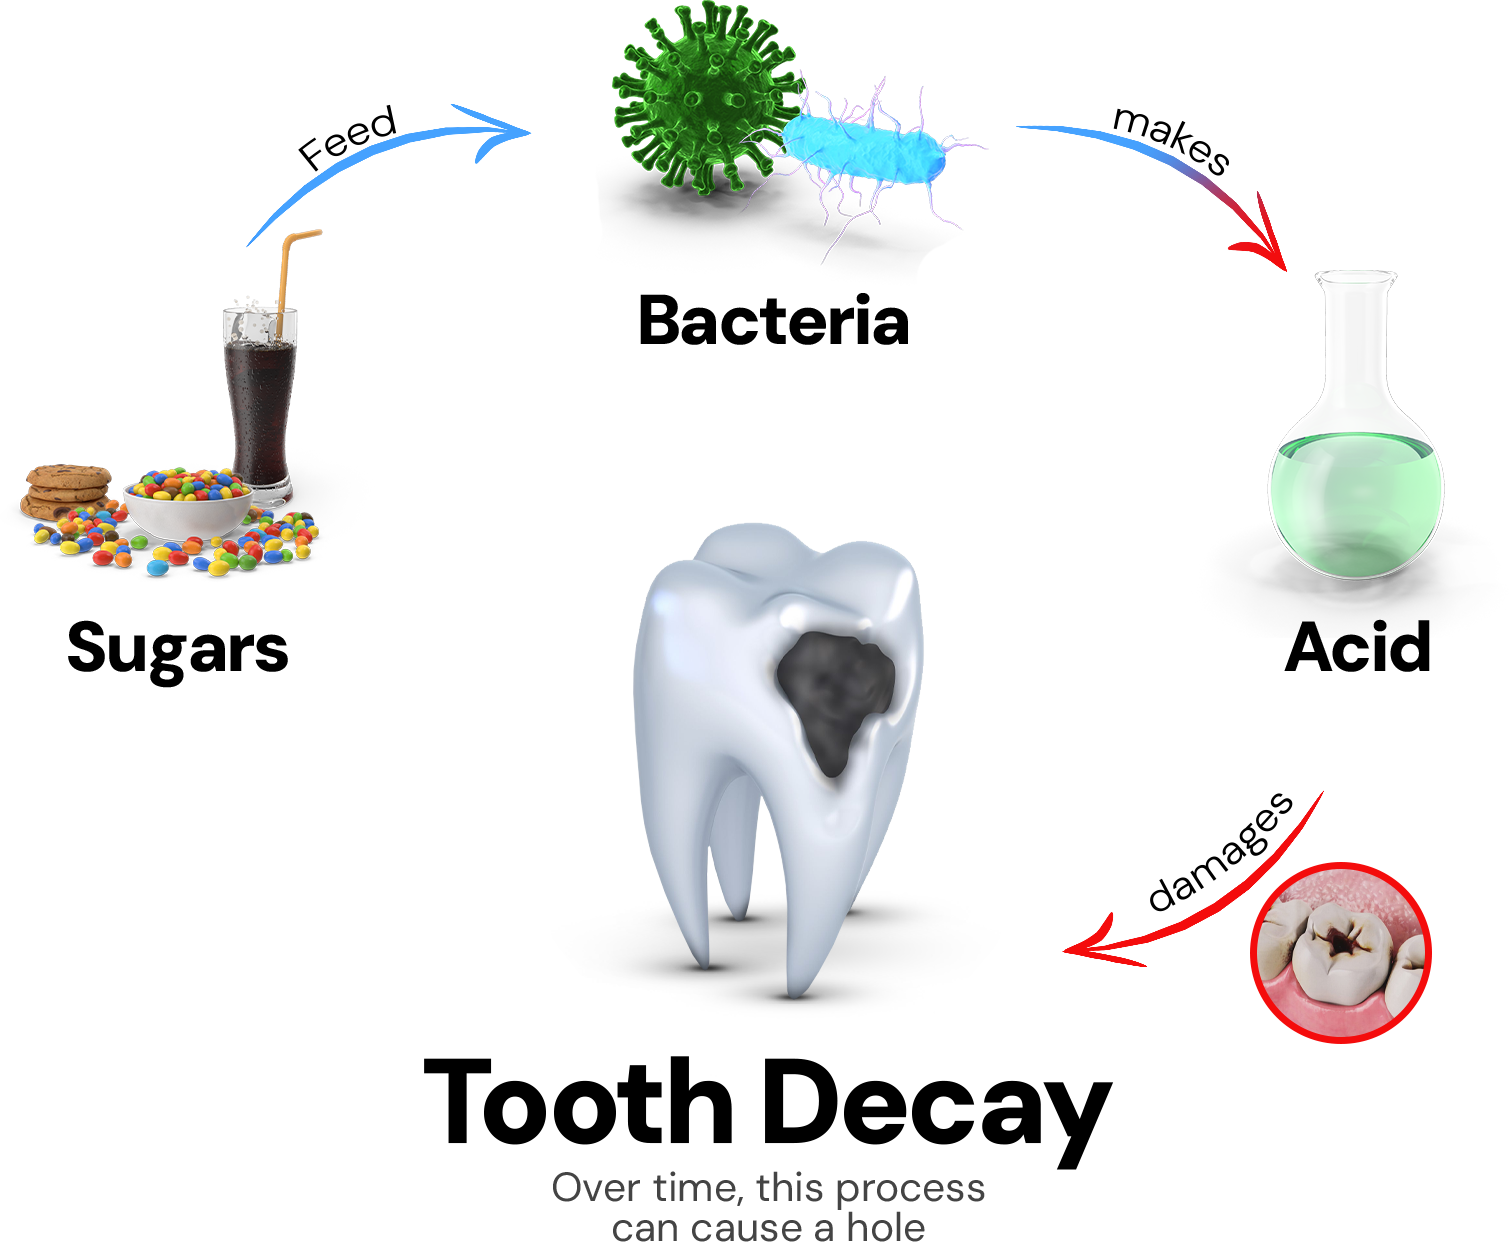 Feed
makes
Bacteria
Sugars
Acid
damages
Tooth Decay
Over time, this process
can cause a hole